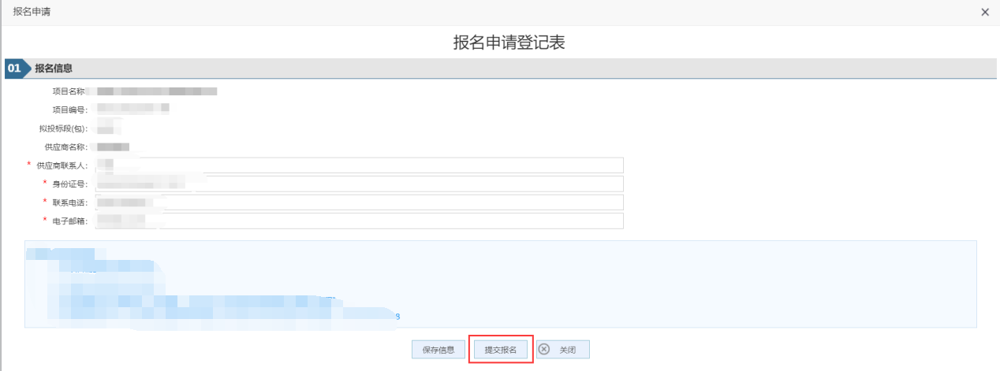 报名申请
报名申请登记表
01 报名信息
项目名称
项目编号：
拟投标段(包)：
供应商名称：
* 供应商联系人：
* 身份证号：
* 联系电话：
* 电子邮箱：
保存信息 提交报名 关闭